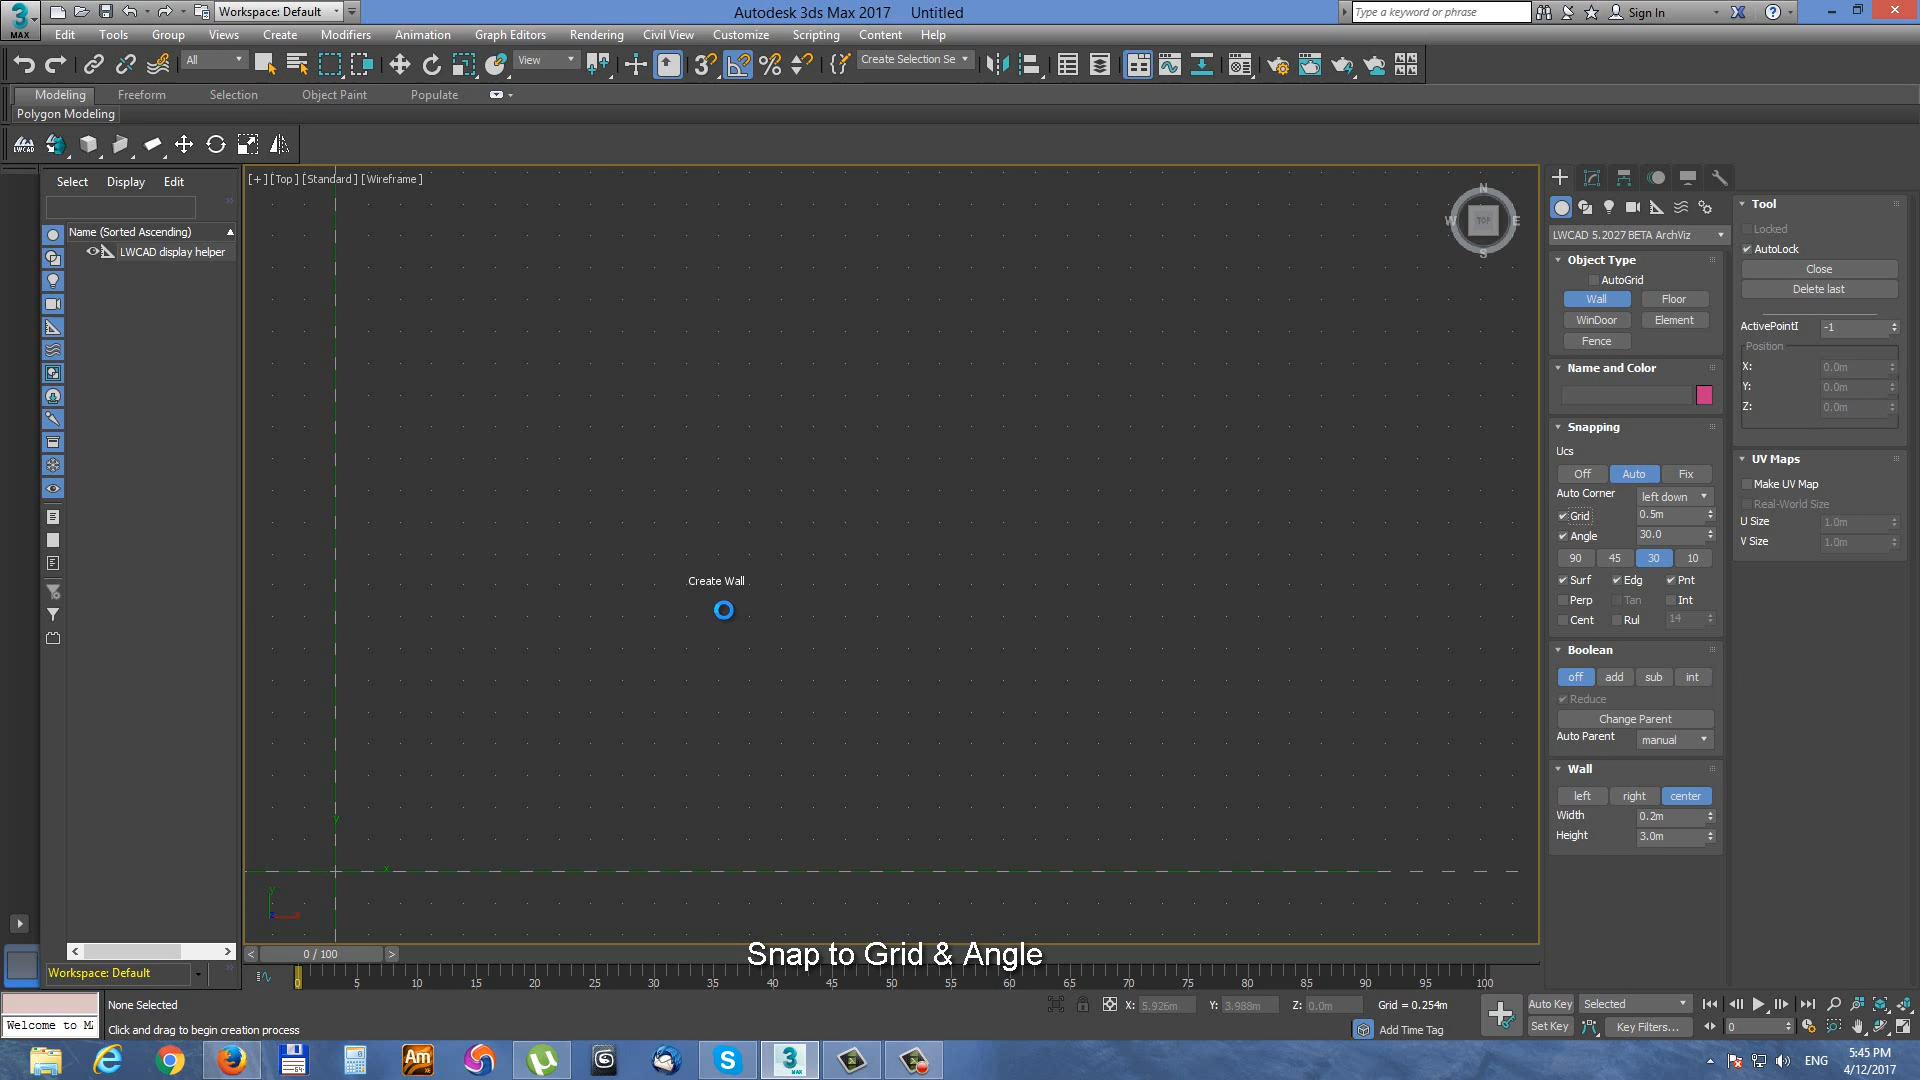 Workspace: Default
Autodesk 3ds Max 2017 Untitled
Type a keyword or phrase
Sign In
MAX
Edit Tools Group Views Create Modifiers Animation Graph Editors Rendering Civil View Customize Scripting Content Help
All
View
Create Selection Se
Modeling Freeform Selection Object Paint Populate
Polygon Modeling
LWCAD
Select Display Edit
Name (Sorted Ascending)
LWCAD display helper
[+] [Top] [Standard] [Wireframe]
N
W TOP E
S
Create Wall
y
x
y
LWCAD 5.2027 BETA ArchViz
Object Type
AutoGrid
Wall Floor
WinDoor Element
Fence
Name and Color
Snapping
Ucs
Off Auto Fix
Auto Corner left down
Grid 0.5m
Angle 30.0
90 45 30 10
Surf Edg Pnt
Perp Tan Int
Cent Rul 14
Boolean
off add sub int
Reduce
Change Parent
Auto Parent manual
Wall
left right center
Width 0.2m
Height 3.0m
Tool
Locked
AutoLock
Close
Delete last
ActivePointI -1
Position
X: 0.0m
Y: 0.0m
Z: 0.0m
UV Maps
Make UV Map
Real-World Size
U Size 1.0m
V Size 1.0m
< 0 / 100 >
Snap to Grid & Angle
Workspace: Default
0 5 10 15 20 25 30 35 40 45 50 55 60 65 70 75 80 85 90 95 100
None Selected
X: 5.926m Y: 3.988m Z: 0.0m Grid = 0.254m
Auto Key Selected
Welcome to M
Click and drag to begin creation process
Add Time Tag
Set Key Key Filters...
0
64
Am
S
3
MAX
ENG
5:45 PM
4/12/2017